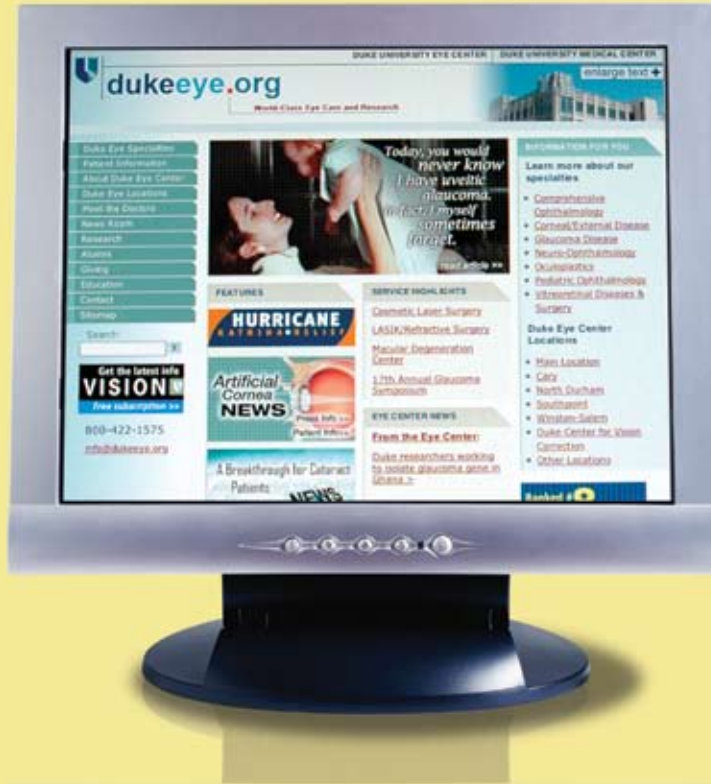 DUKE UNIVERSITY EYE CENTER | DUKE UNIVERSITY MEDICAL CENTER
dukeeye.org
enlarge text +
World-Class Eye Care and Research
Duke Eye Specialties
Patient Information
About Duke Eye Center
Duke Eye Locations
Meet the Doctors
News Room
Research
Alumni
Giving
Education
Contact
Sitemap
Search:
Get the latest info
VISION
free subscription >>
800-422-1575
info@dukeeye.org
Today, you would
never know
I have uveitic
glaucoma.
In fact, I myself
sometimes
forget.
read article >>
FEATURES
HURRICANE
KATRINA RELIEF
Artificial
Cornea
NEWS
Press Info >>
Patient Info >>
A Breakthrough for Cataract
Patients
NEWS
SERVICE HIGHLIGHTS
Cosmetic Laser Surgery
LASIK/Refractive Surgery
Macular Degeneration
Center
17th Annual Glaucoma
Symposium
EYE CENTER NEWS
From the Eye Center:
Duke researchers working
to isolate glaucoma gene in
Ghana >
INFORMATION FOR YOU
Learn more about our
specialties
Comprehensive
Ophthalmology
Corneal/External Disease
Glaucoma Disease
Neuro-Ophthalmology
Oculoplastics
Pediatric Ophthalmology
Vitreoretinal Diseases &
Surgery
Duke Eye Center
Locations
Main Location
Cary
North Durham
Southpoint
Winston-Salem
Duke Center for Vision
Correction
Other Locations
Ranked #